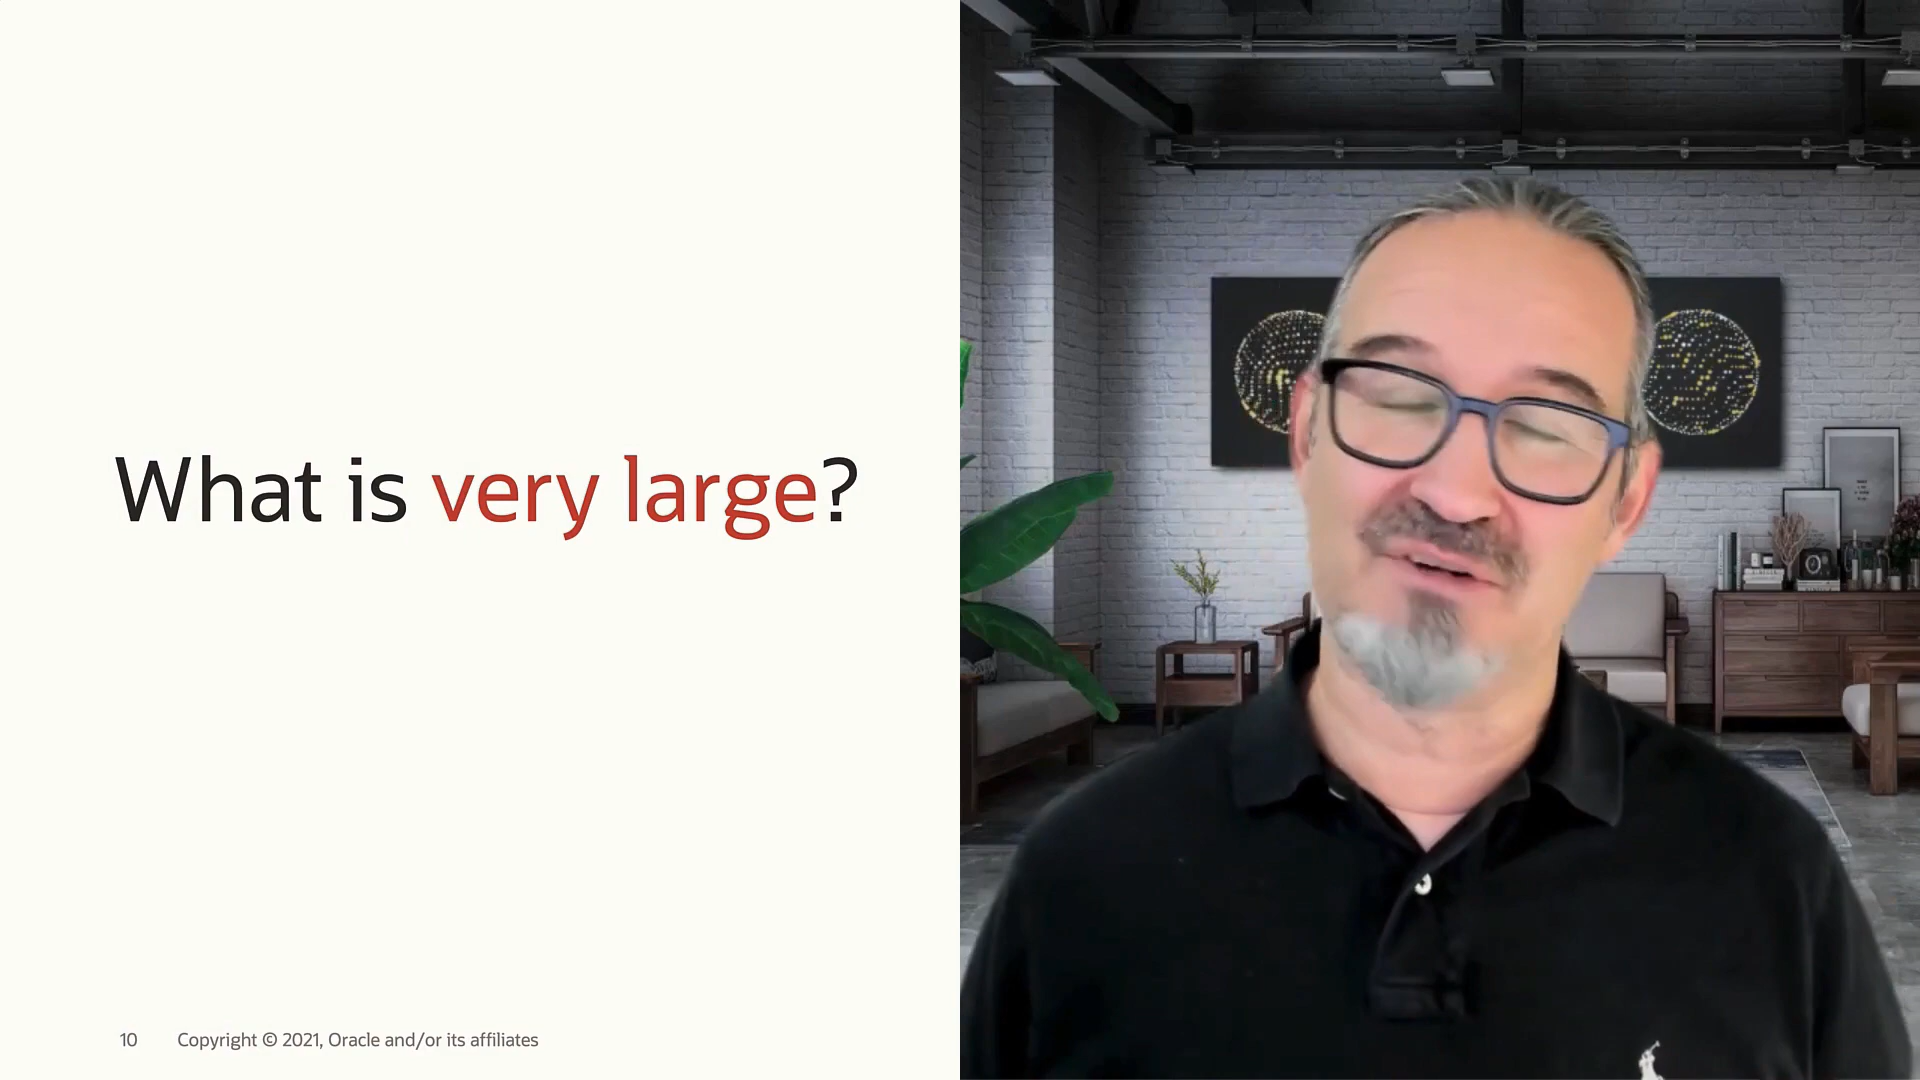 What is very large?
10 Copyright © 2021, Oracle and/or its affiliates